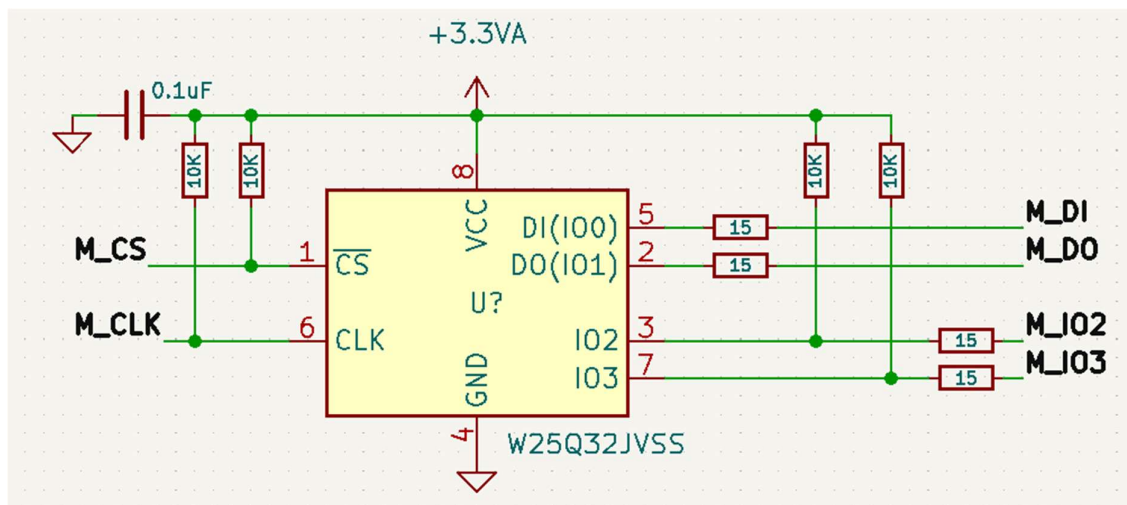 +3.3VA
0.1uF
10K
10K
10K
10K
8
VCC
M_CS
1
CS
DI(IO0)
5
15
M_DI
DO(IO1)
2
15
M_DO
U?
M_CLK
6
CLK
IO2
3
15
M_IO2
IO3
7
15
M_IO3
GND
4
W25Q32JVSS